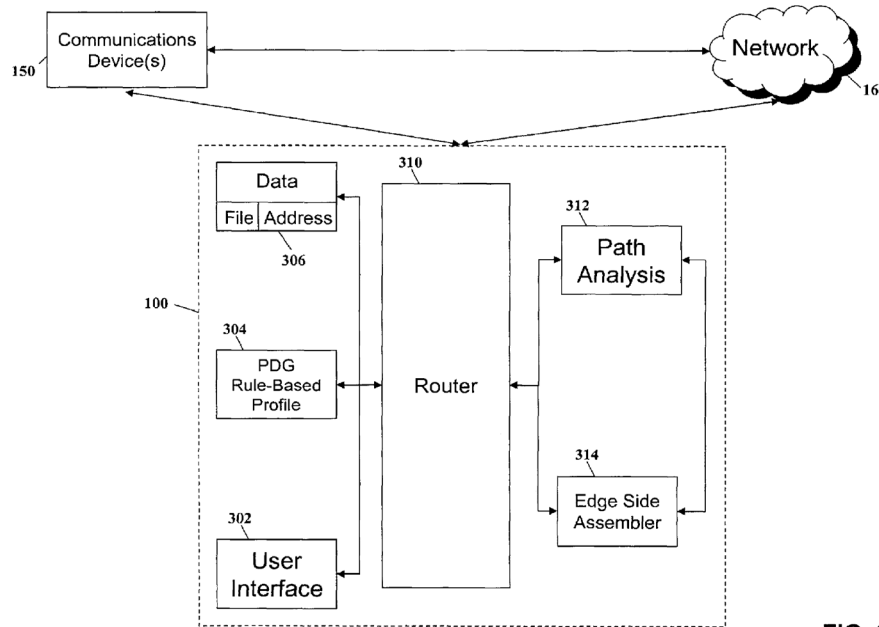 Communications
Device(s)
150
Network
16
310
Data
File Address
306
312
Path
Analysis
100
304
PDG
Rule-Based
Profile
Router
314
Edge Side
Assembler
302
User
Interface